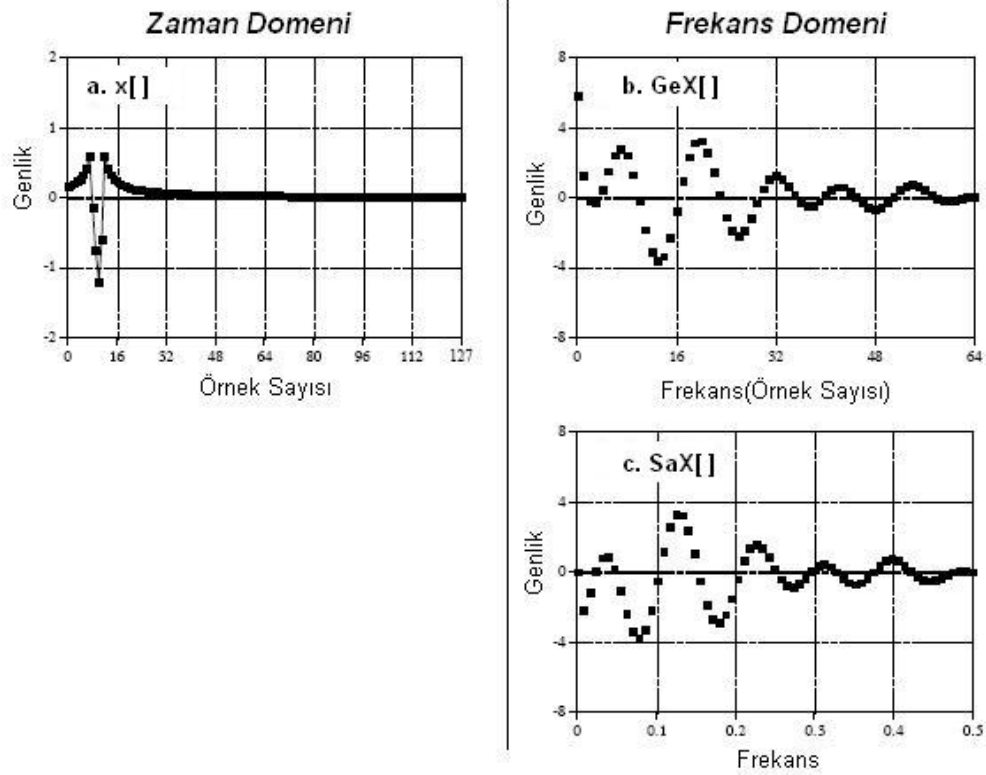 Zaman Domeni
2
a. x[ ]
1
0
-1
-2
Genlik
0 16 32 48 64 80 96 112 127
Örnek Sayısı
Frekans Domeni
8
b. GeX[ ]
4
0
-4
-8
Genlik
0 16 32 48 64
Frekans(Örnek Sayısı)
8
c. SaX[ ]
4
0
-4
-8
Genlik
0 0.1 0.2 0.3 0.4 0.5
Frekans